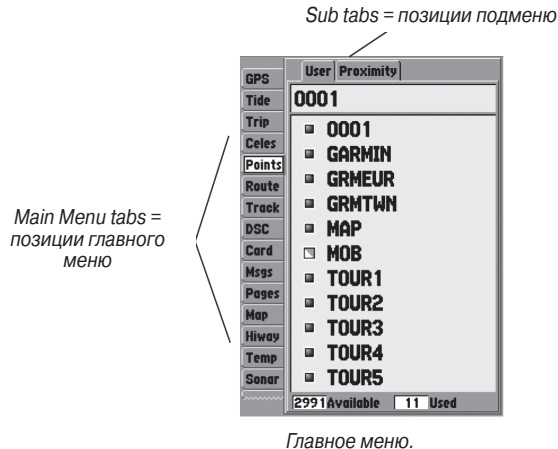 Sub tabs = позиции подменю
User Proximity
GPS
Tide
Trip
Celes
Points
Route
Track
DSC
Card
Msgs
Pages
Map
Hiway
Temp
Sonar
0001
0001
GARMIN
GRMEUR
GRMTWN
MAP
MOB
TOUR1
TOUR2
TOUR3
TOUR4
TOUR5
2991 Available 11 Used
Main Menu tabs =
позиции главного
меню
Главное меню.